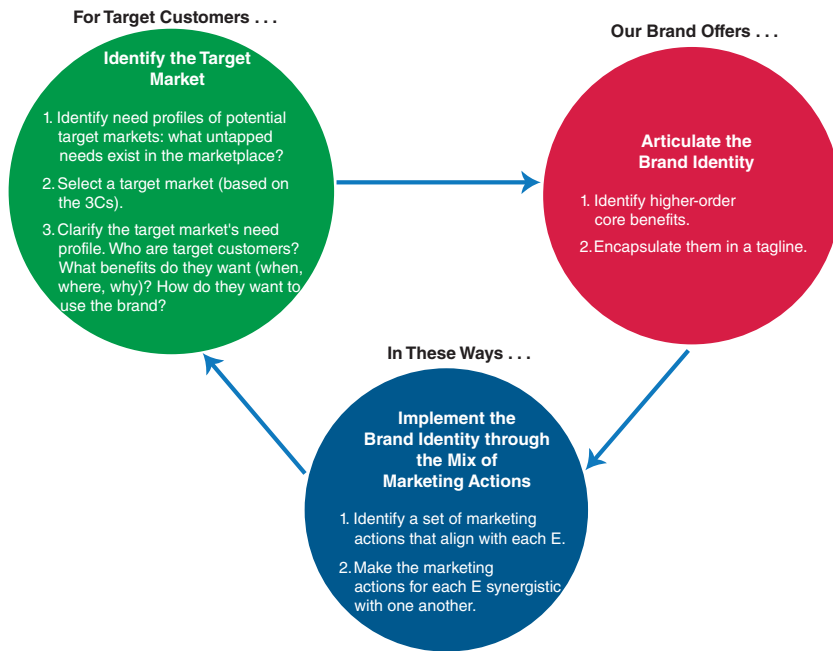 For Target Customers . . .
Identify the Target
Market
1. Identify need profiles of potential
target markets: what untapped
needs exist in the marketplace?
2. Select a target market (based on
the 3Cs).
3. Clarify the target market's need
profile. Who are target customers?
What benefits do they want (when,
where, why)? How do they want to
use the brand?
Our Brand Offers . . .
Articulate the
Brand Identity
1. Identify higher-order
core benefits.
2. Encapsulate them in a tagline.
In These Ways . . .
Implement the
Brand Identity through
the Mix of
Marketing Actions
1. Identify a set of marketing
actions that align with each E.
2. Make the marketing
actions for each E synergistic
with one another.